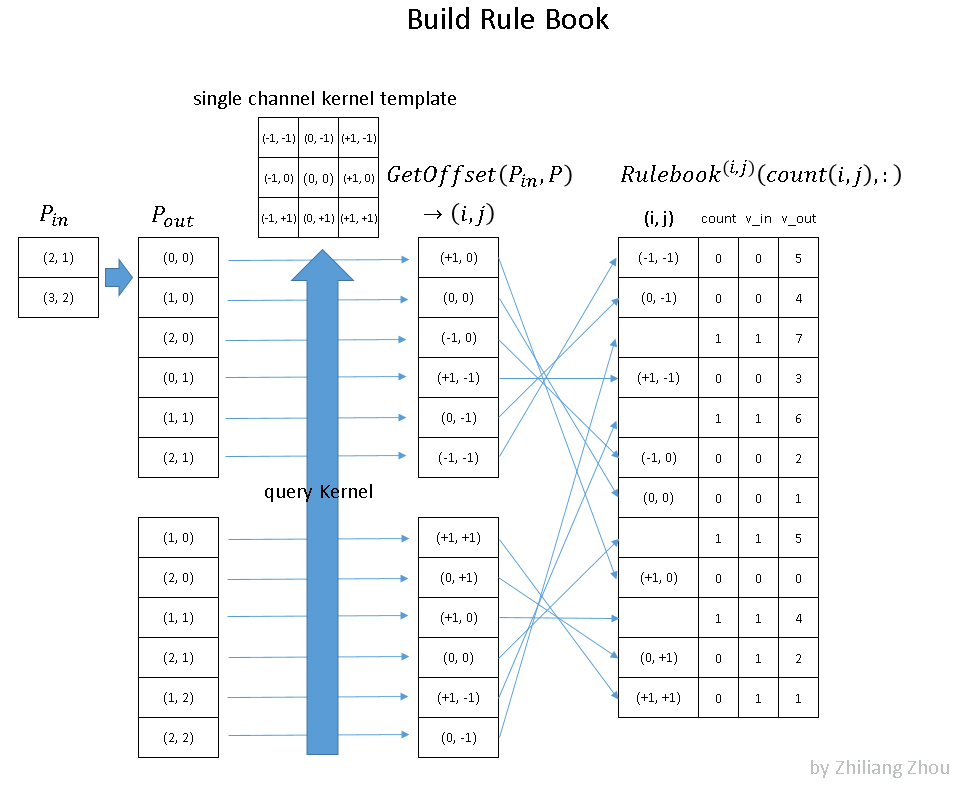 Build Rule Book
single channel kernel template
(-1, -1) (0, -1) (+1, -1)
(-1, 0) (0, 0) (+1, 0)
(-1, +1) (0, +1) (+1, +1)
GetOffset(P_in, P)
→ (i, j)
Rulebook^(i,j)(count(i, j), :)
P_in P_out (i, j) count v_in v_out
(2, 1) (0, 0) (+1, 0) (-1, -1) 0 0 5
(3, 2) (1, 0) (0, 0) (0, -1) 0 0 4
(2, 0) (-1, 0) 1 1 7
(0, 1) (+1, -1) (+1, -1) 0 0 3
(1, 1) (0, -1) 1 1 6
(2, 1) (-1, -1) (-1, 0) 0 0 2
query Kernel
(0, 0) 0 0 1
(1, 0) (+1, +1) 1 1 5
(2, 0) (0, +1) (+1, 0) 0 0 0
(1, 1) (+1, 0) 1 1 4
(2, 1) (0, 0) (0, +1) 0 1 2
(1, 2) (+1, -1) (+1, +1) 0 1 1
(2, 2) (0, -1)
by Zhiliang Zhou